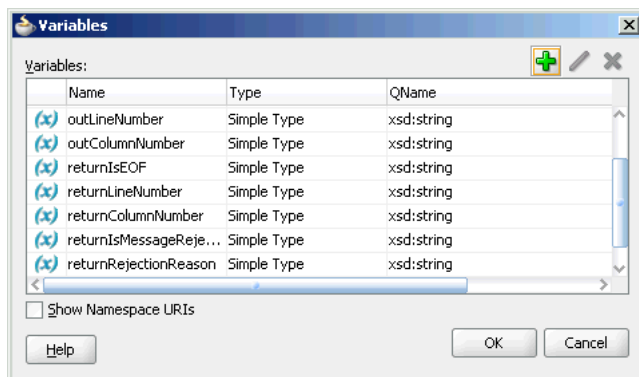 Variables
Variables:
Name Type QName
(x) outLineNumber Simple Type xsd:string
(x) outColumnNumber Simple Type xsd:string
(x) returnIsEOF Simple Type xsd:string
(x) returnLineNumber Simple Type xsd:string
(x) returnColumnNumber Simple Type xsd:string
(x) returnIsMessageReje... Simple Type xsd:string
(x) returnRejectionReason Simple Type xsd:string
Show Namespace URIs
Help OK Cancel